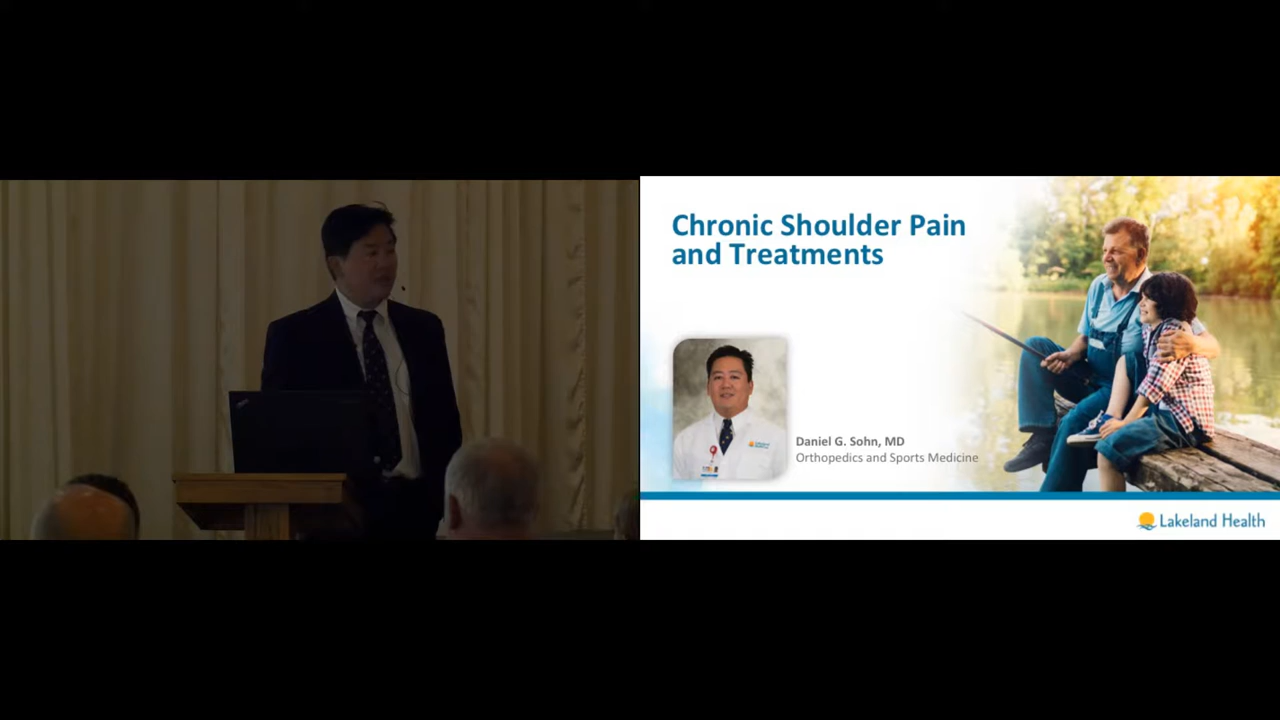 Chronic Shoulder Pain
and Treatments
Daniel G. Sohn, MD
Orthopedics and Sports Medicine
Lakeland Health